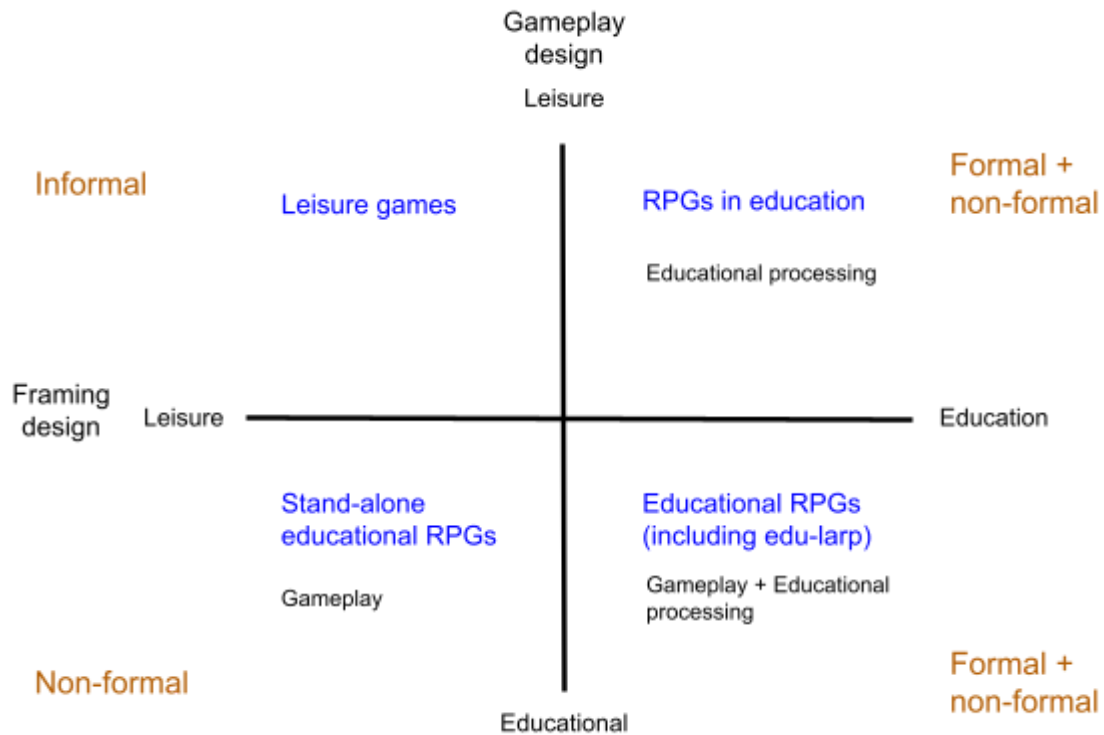 Gameplay
design
Leisure
Informal
Leisure games
RPGs in education
Formal +
non-formal
Educational processing
Framing
design
Leisure
Education
Stand-alone
educational RPGs
Educational RPGs
(including edu-larp)
Gameplay
Gameplay + Educational
processing
Non-formal
Formal +
non-formal
Educational